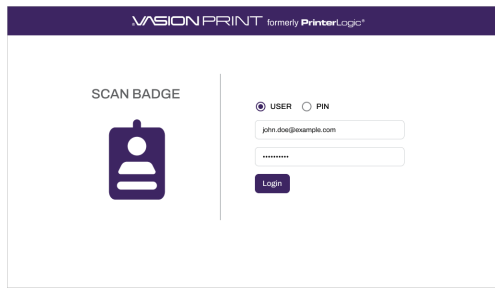 VASION PRINT formerly PrinterLogic®
SCAN BADGE
USER PIN
john.doe@example.com
••••••••••
Login